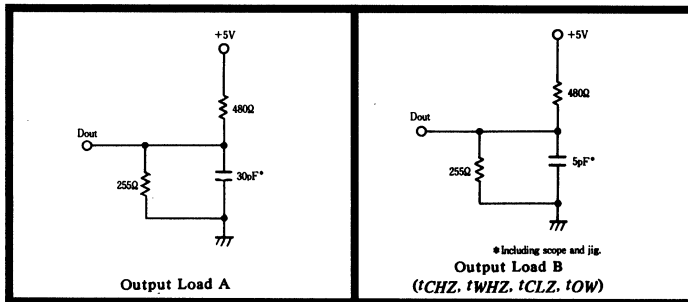 +5V
480Ω
Dout
255Ω
30pF*
Output Load A
+5V
480Ω
Dout
255Ω
5pF*
*Including scope and jig.
Output Load B
(tCHZ, tWHZ, tCLZ, tOW)